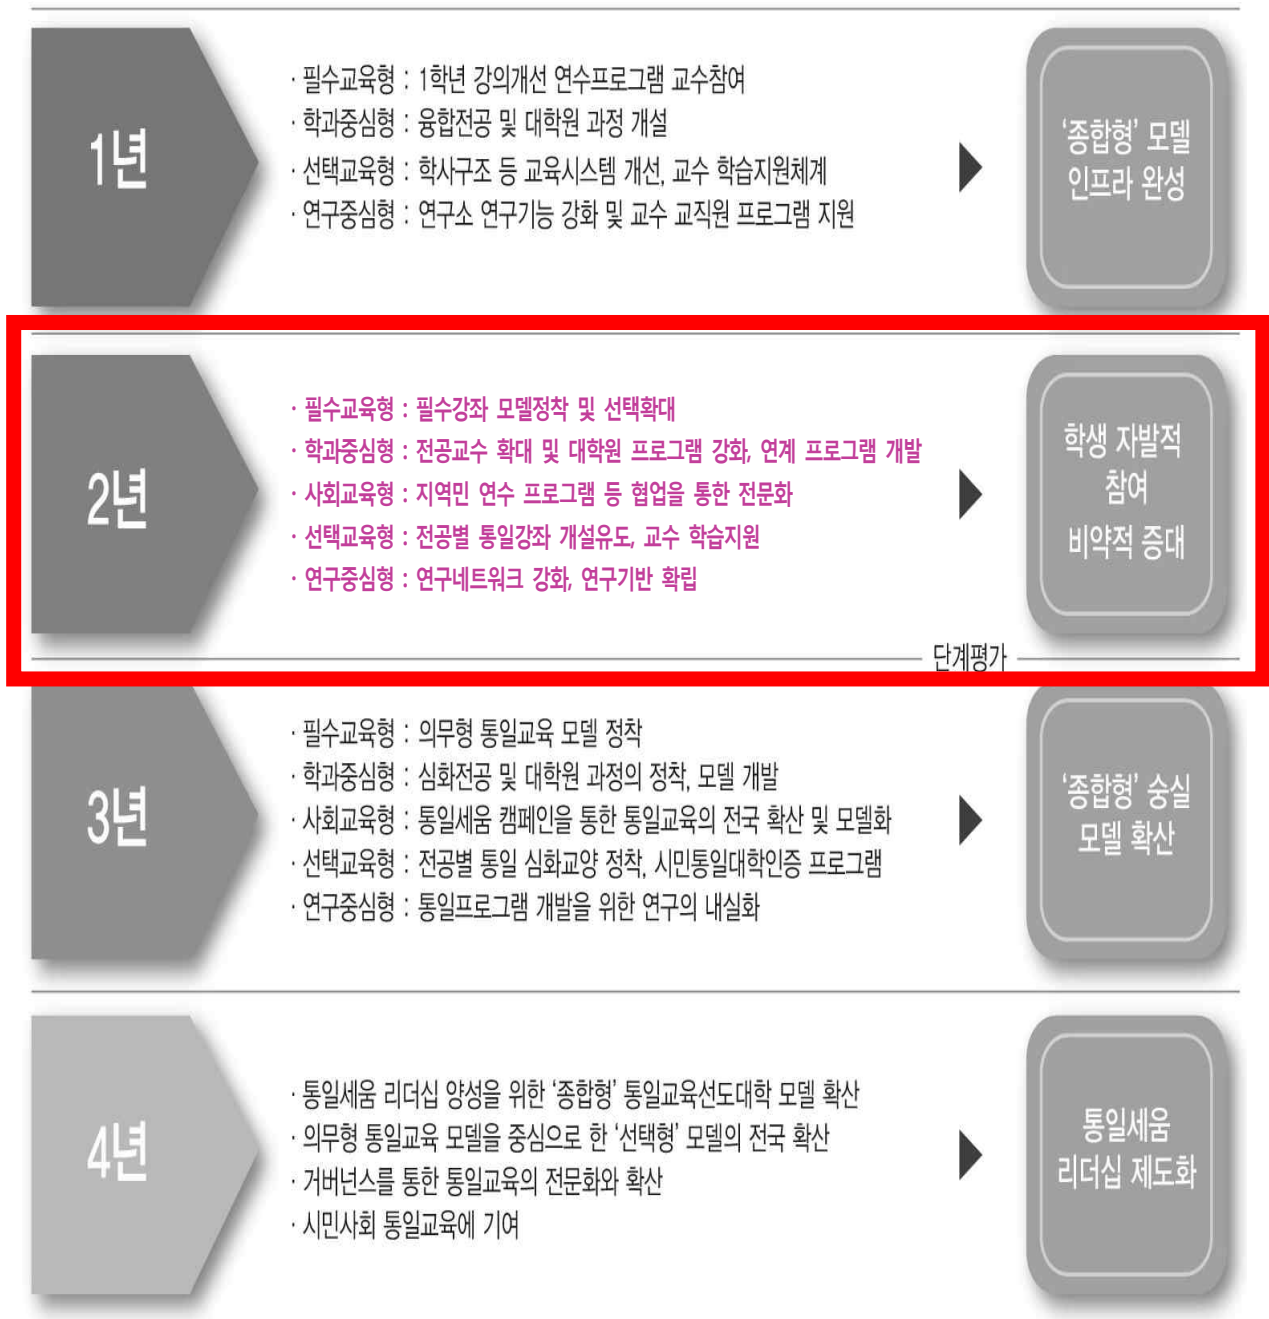 1년
· 필수교육형 : 1학년 강의개선 연수프로그램 교수참여
· 학과중심형 : 융합전공 및 대학원 과정 개설
· 선택교육형 : 학사구조 등 교육시스템 개선, 교수 학습지원체계
· 연구중심형 : 연구소 연구기능 강화 및 교수 교직원 프로그램 지원
‘종합형’ 모델
인프라 완성
2년
· 필수교육형 : 필수강좌 모델정착 및 선택확대
· 학과중심형 : 전공교수 확대 및 대학원 프로그램 강화, 연계 프로그램 개발
· 사회교육형 : 지역민 연수 프로그램 등 협업을 통한 전문화
· 선택교육형 : 전공별 통일강좌 개설유도, 교수 학습지원
· 연구중심형 : 연구네트워크 강화, 연구기반 확립
학생 자발적
참여
비약적 증대
단계평가
3년
· 필수교육형 : 의무형 통일교육 모델 정착
· 학과중심형 : 심화전공 및 대학원 과정의 정착, 모델 개발
· 사회교육형 : 통일세움 캠페인을 통한 통일교육의 전국 확산 및 모델화
· 선택교육형 : 전공별 통일 심화교양 정착, 시민통일대학인증 프로그램
· 연구중심형 : 통일프로그램 개발을 위한 연구의 내실화
‘종합형’ 숭실
모델 확산
4년
· 통일세움 리더십 양성을 위한 ‘종합형’ 통일교육선도대학 모델 확산
· 의무형 통일교육 모델을 중심으로 한 ‘선택형’ 모델의 전국 확산
· 거버넌스를 통한 통일교육의 전문화와 확산
· 시민사회 통일교육에 기여
통일세움
리더십 제도화